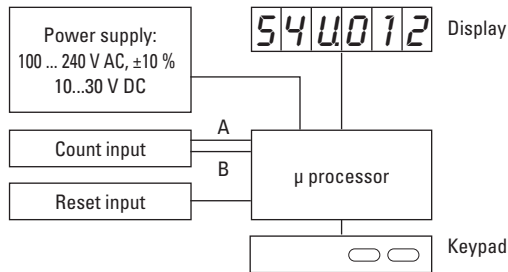 Power supply:
100 ... 240 V AC, ±10 %
10...30 V DC
54U.012
Display
A
Count input
B
µ processor
Reset input
Keypad